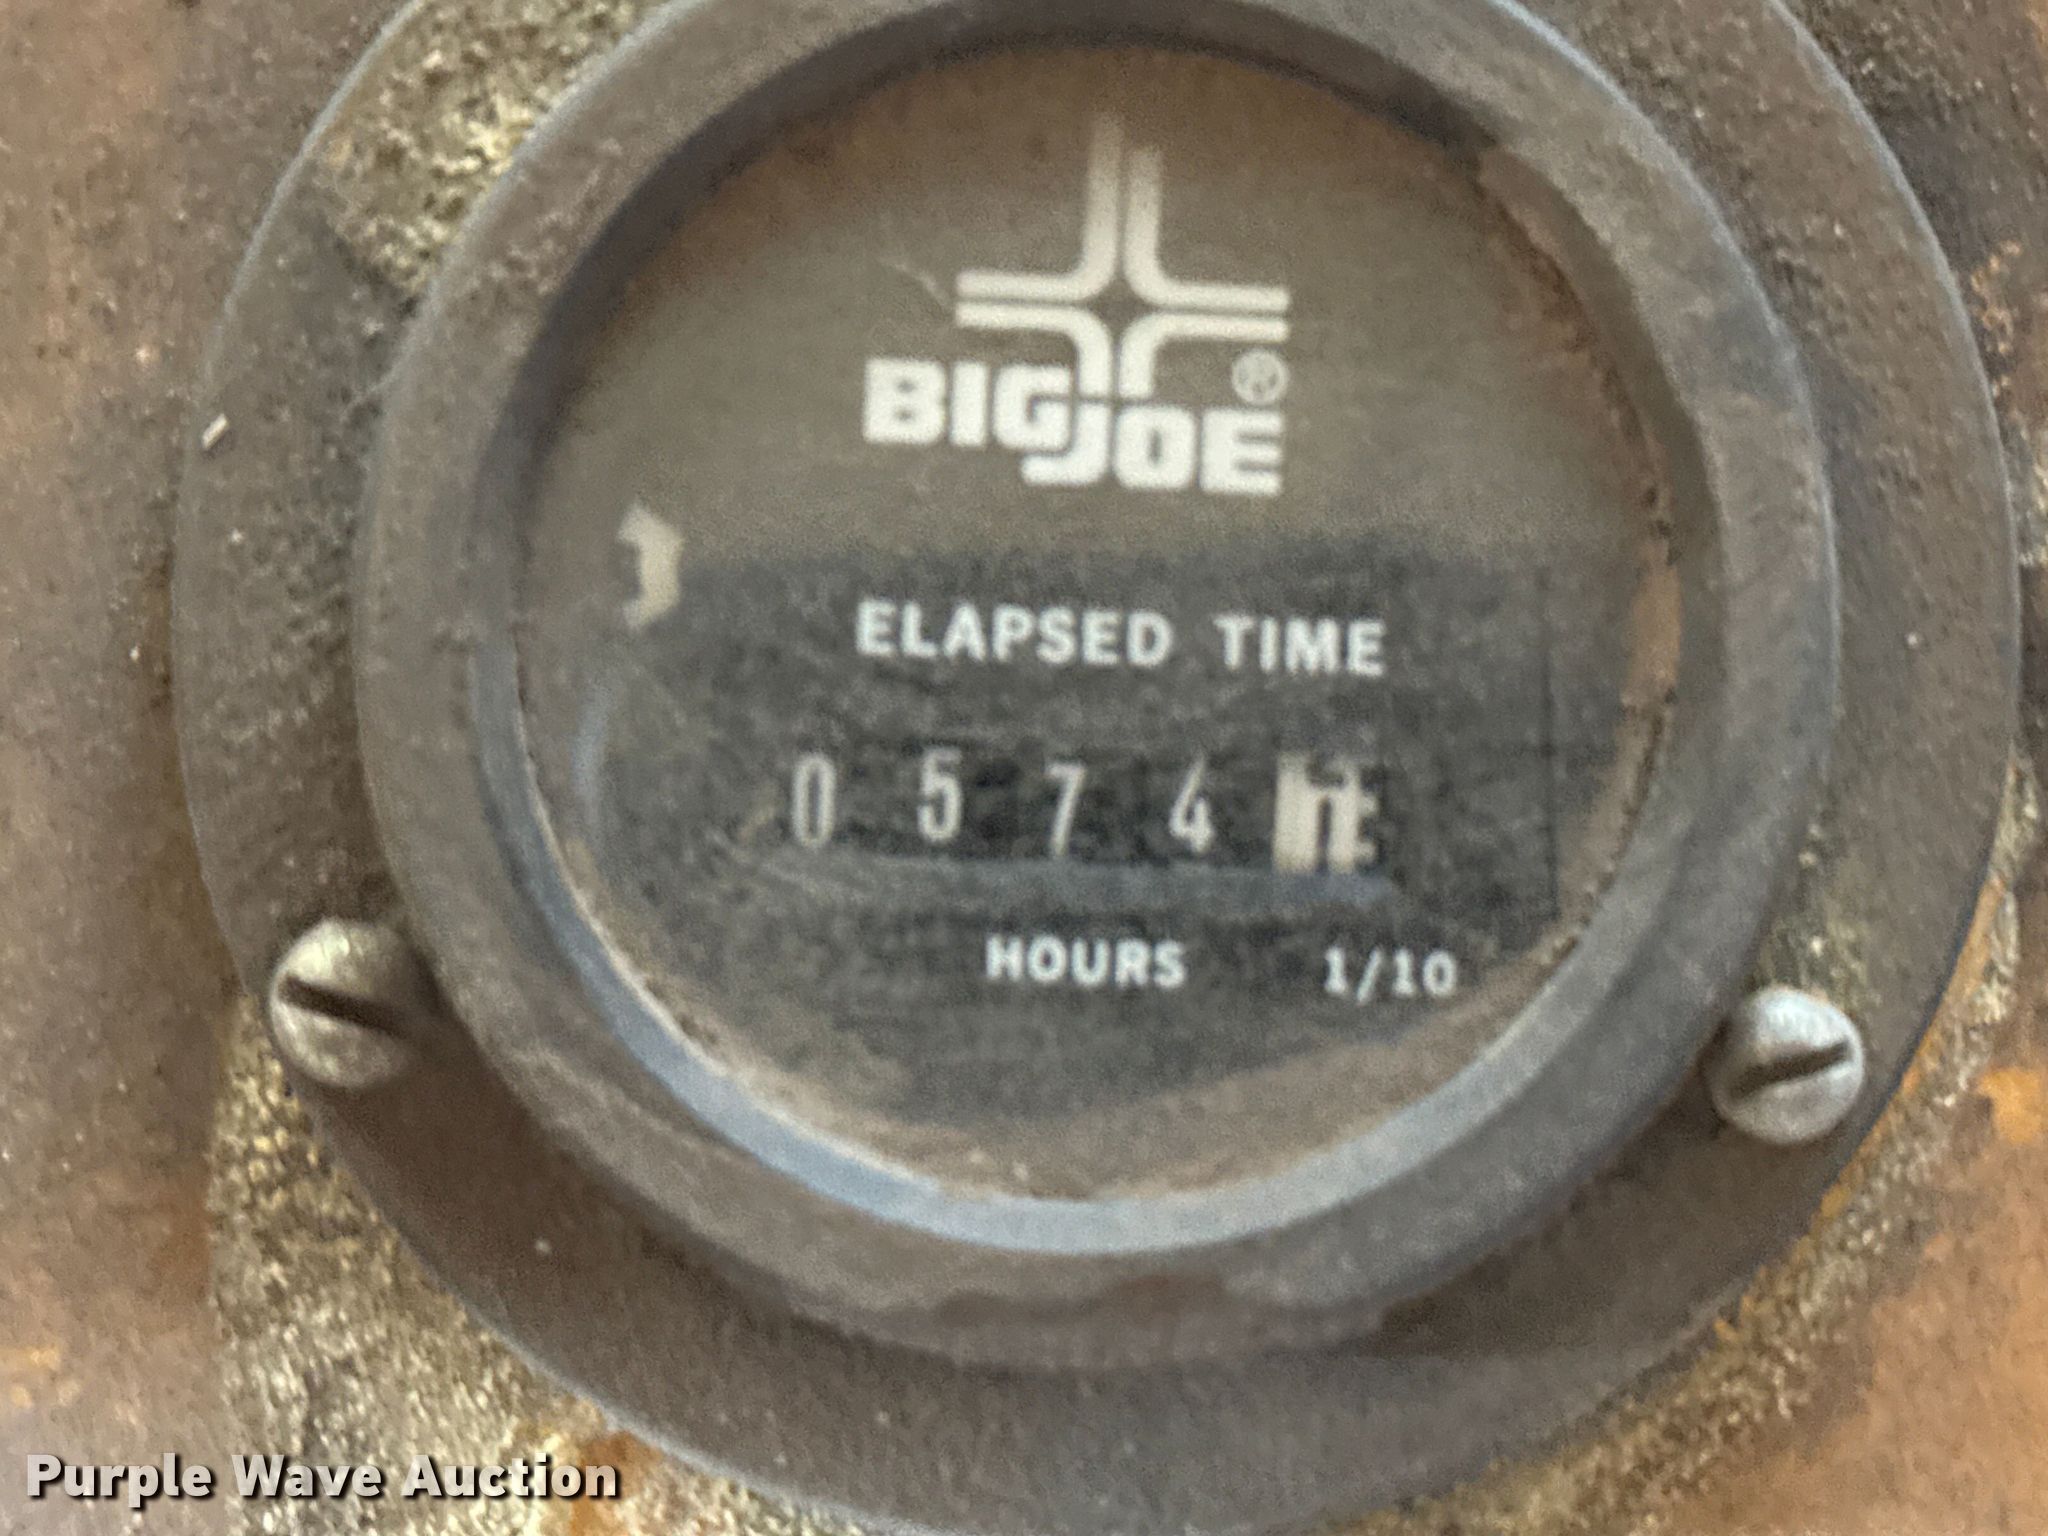 BIG JOE ®
ELAPSED TIME
0 5 7 4
HOURS 1/10
Purple Wave Auction